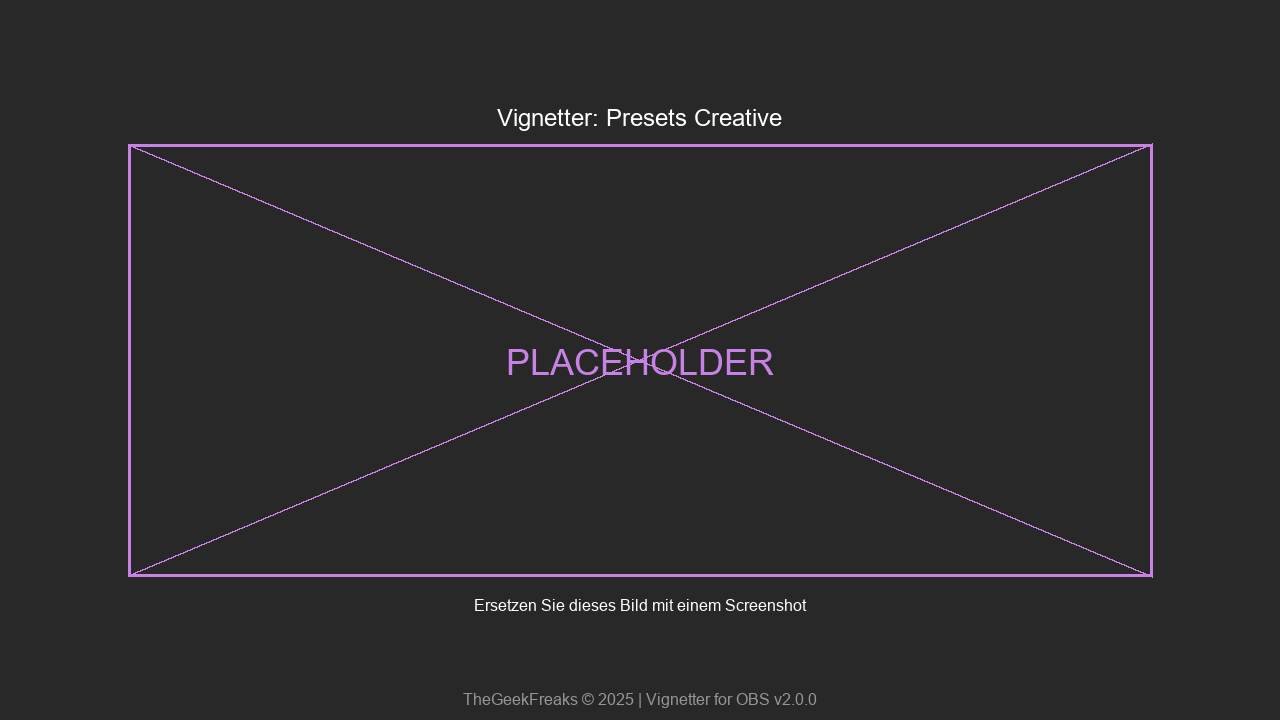 Vignetter: Presets Creative
PLACEHOLDER
Ersetzen Sie dieses Bild mit einem Screenshot
TheGeekFreaks © 2025 | Vignetter for OBS v2.0.0